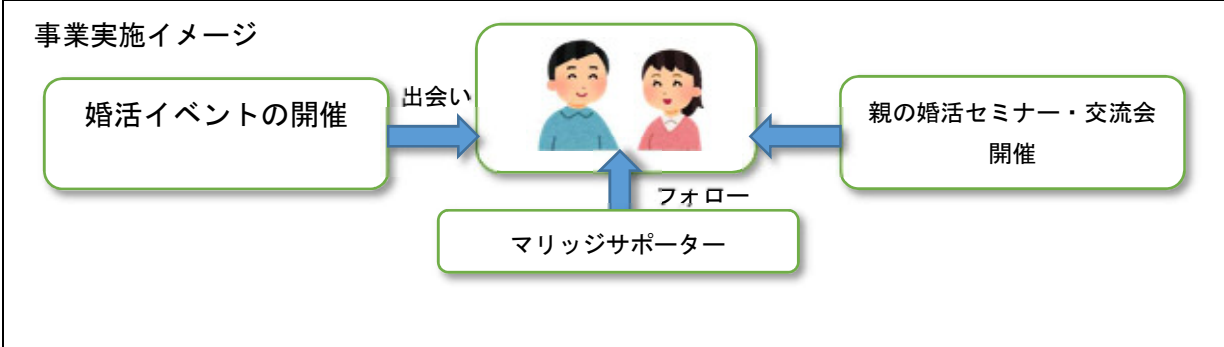 事業実施イメージ
婚活イベントの開催
出会い
親の婚活セミナー・交流会
開催
フォロー
マリッジサポーター